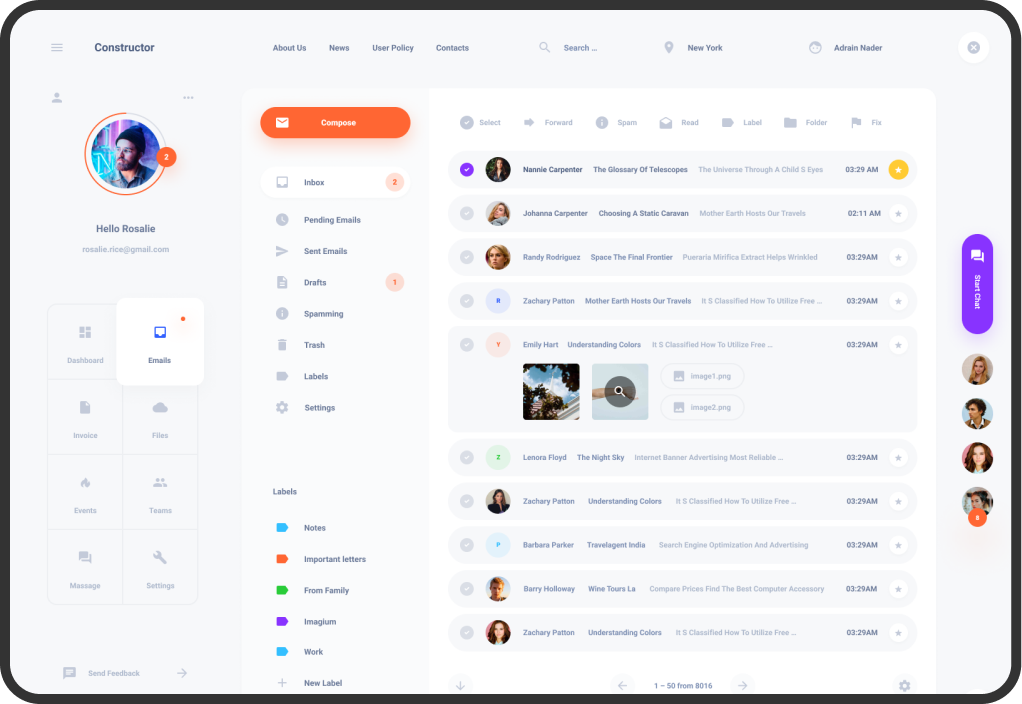 Constructor
About Us News User Policy Contacts Search ... New York Adrain Nader
2
Hello Rosalie
rosalie.rice@gmail.com
Dashboard Emails
Invoice Files
Events Teams
Massage Settings
Send Feedback
Compose
Inbox 2
Pending Emails
Sent Emails
Drafts 1
Spamming
Trash
Labels
Settings
Labels
Notes
Important letters
From Family
Imagium
Work
New Label
Select Forward Spam Read Label Folder Fix
Nannie Carpenter The Glossary Of Telescopes The Universe Through A Child S Eyes 03:29 AM
Johanna Carpenter Choosing A Static Caravan Mother Earth Hosts Our Travels 02:11 AM
Randy Rodriguez Space The Final Frontier Pueraria Mirifica Extract Helps Wrinkled 03:29AM
R Zachary Patton Mother Earth Hosts Our Travels It S Classified How To Utilize Free ... 03:29AM
Y Emily Hart Understanding Colors It S Classified How To Utilize Free ... 03:29AM
image1.png
image2.png
Z Lenora Floyd The Night Sky Internet Banner Advertising Most Reliable ... 03:29AM
Zachary Patton Understanding Colors It S Classified How To Utilize Free ... 03:29AM
P Barbara Parker Travelagent India Search Engine Optimization And Advertising 03:29AM
Barry Holloway Wine Tours La Compare Prices Find The Best Computer Accessory 03:29AM
Zachary Patton Understanding Colors It S Classified How To Utilize Free ... 03:29AM
1 – 50 from 8016
Start Chat